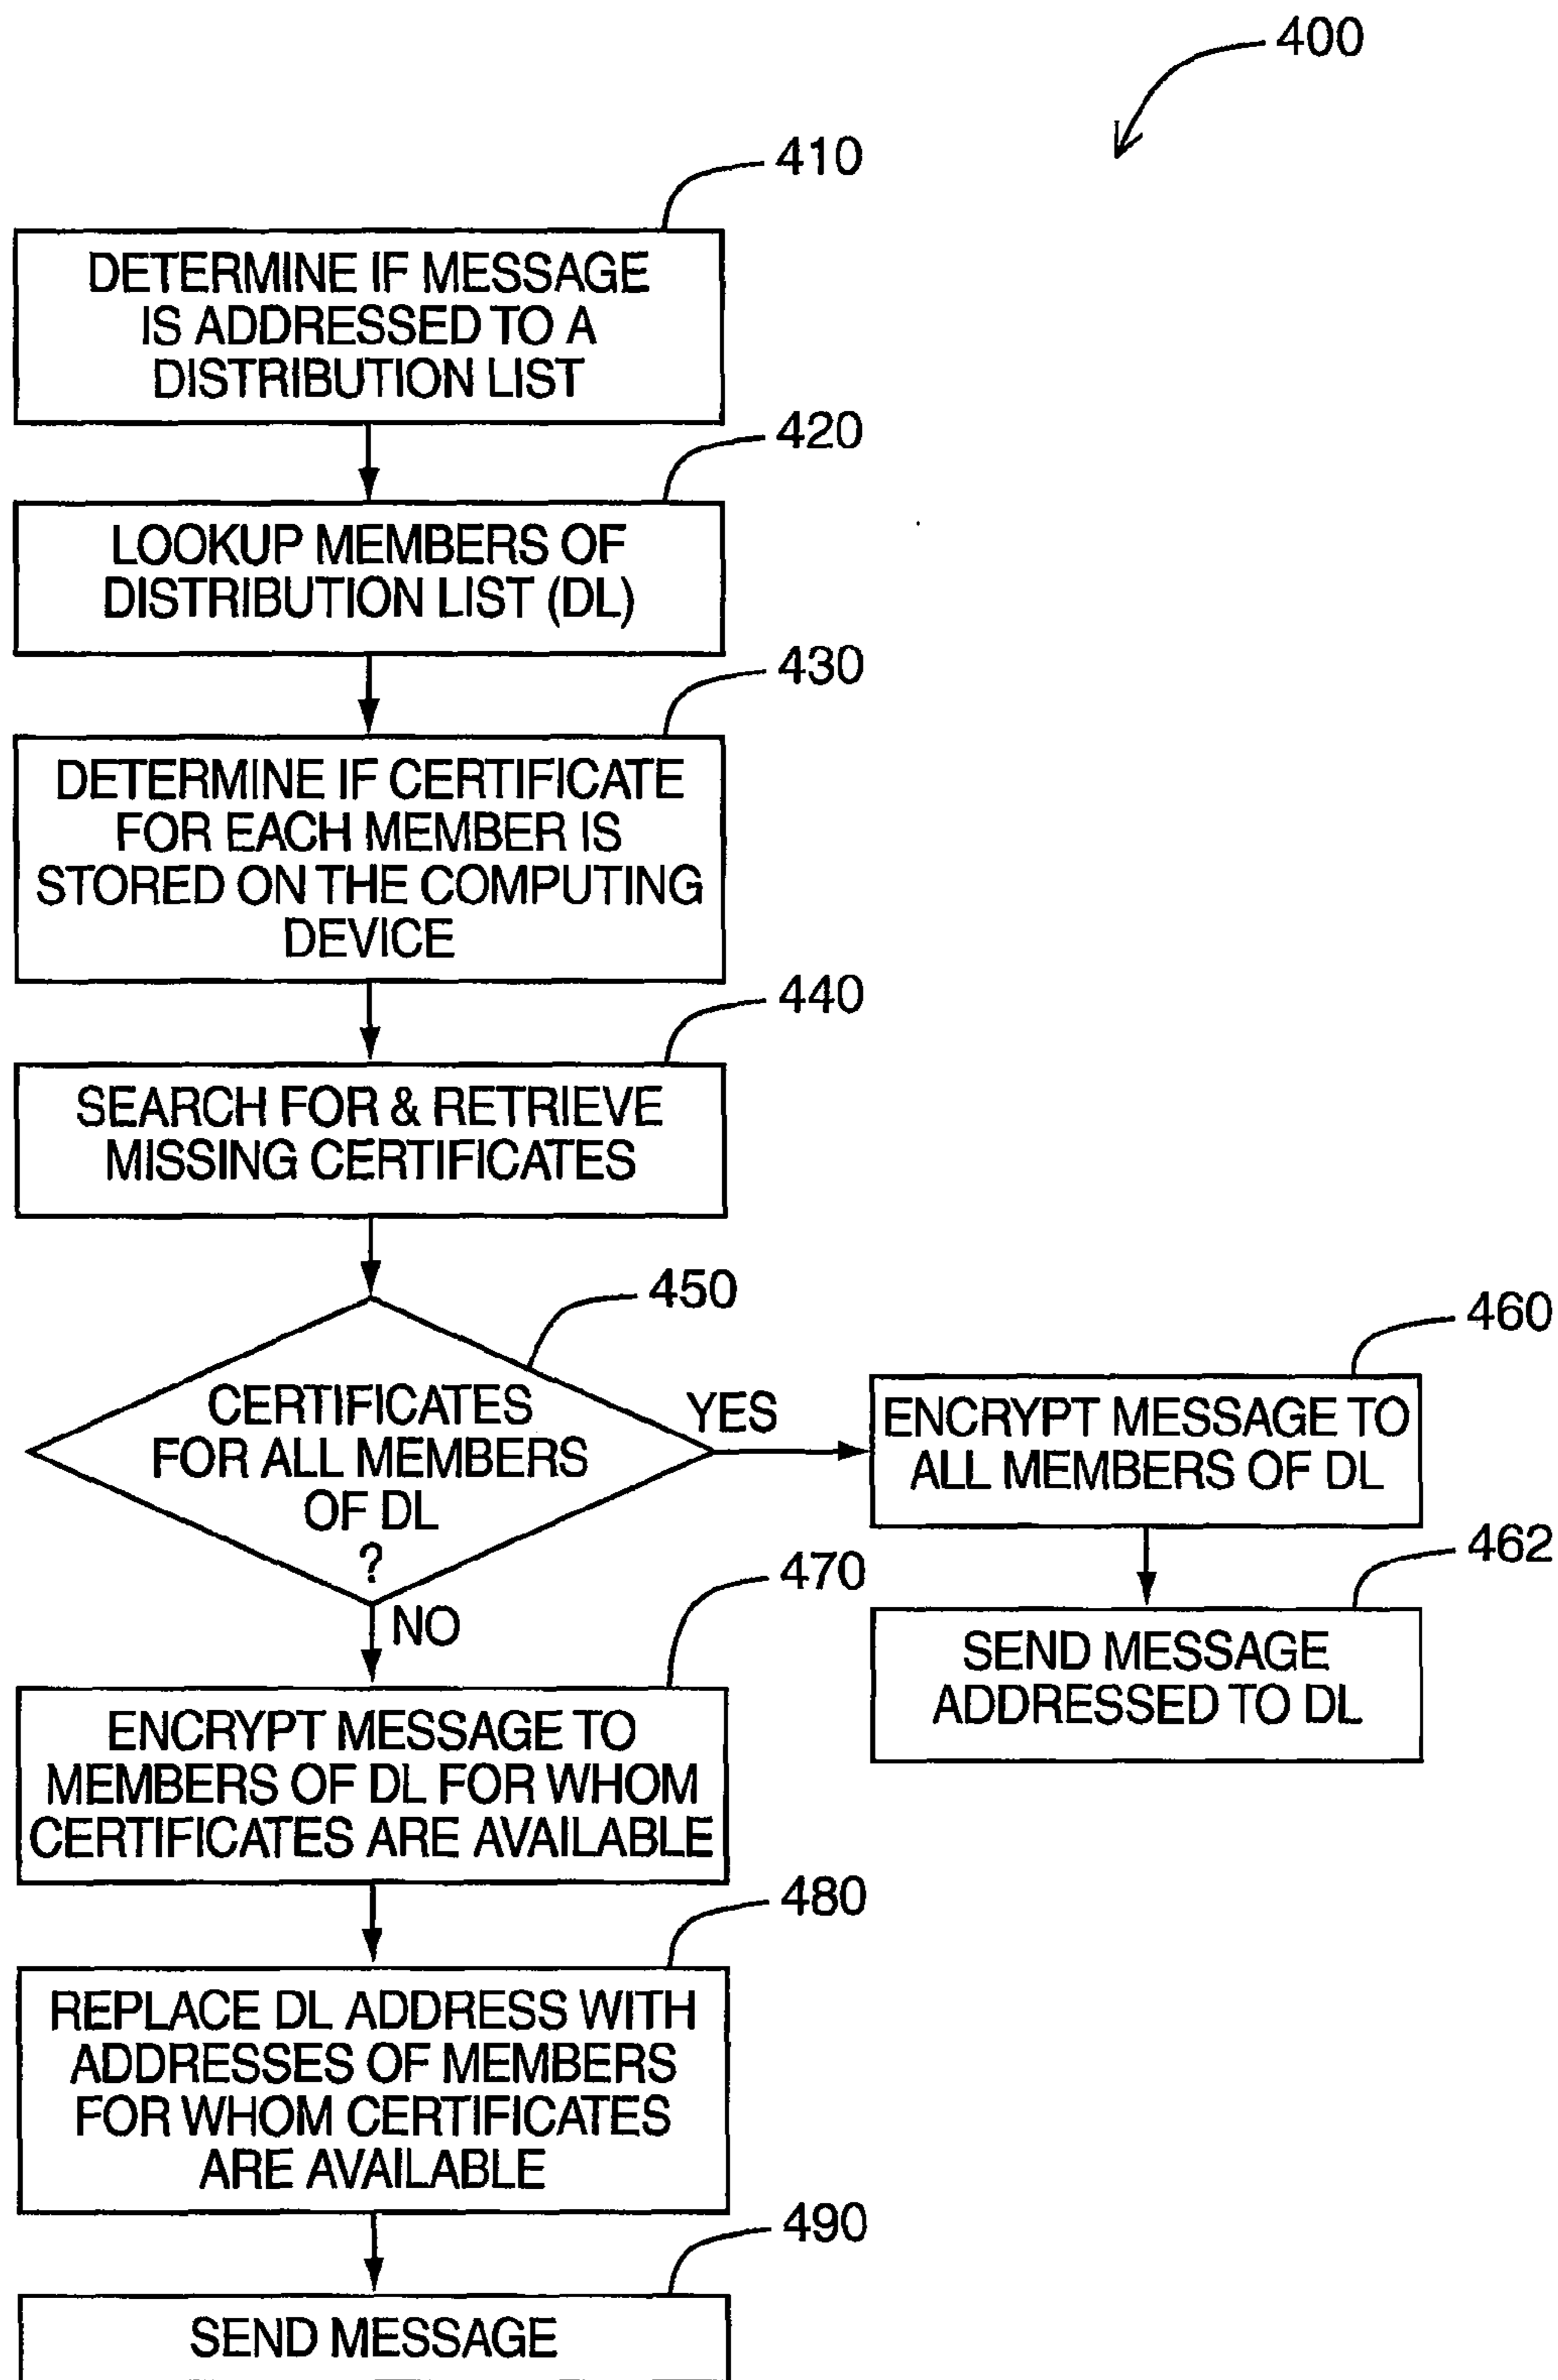 400
410
DETERMINE IF MESSAGE
IS ADDRESSED TO A
DISTRIBUTION LIST
420
LOOKUP MEMBERS OF
DISTRIBUTION LIST (DL)
430
DETERMINE IF CERTIFICATE
FOR EACH MEMBER IS
STORED ON THE COMPUTING
DEVICE
440
SEARCH FOR & RETRIEVE
MISSING CERTIFICATES
450
CERTIFICATES
FOR ALL MEMBERS
OF DL
?
YES
460
ENCRYPT MESSAGE TO
ALL MEMBERS OF DL
462
SEND MESSAGE
ADDRESSED TO DL
NO
470
ENCRYPT MESSAGE TO
MEMBERS OF DL FOR WHOM
CERTIFICATES ARE AVAILABLE
480
REPLACE DL ADDRESS WITH
ADDRESSES OF MEMBERS
FOR WHOM CERTIFICATES
ARE AVAILABLE
490
SEND MESSAGE